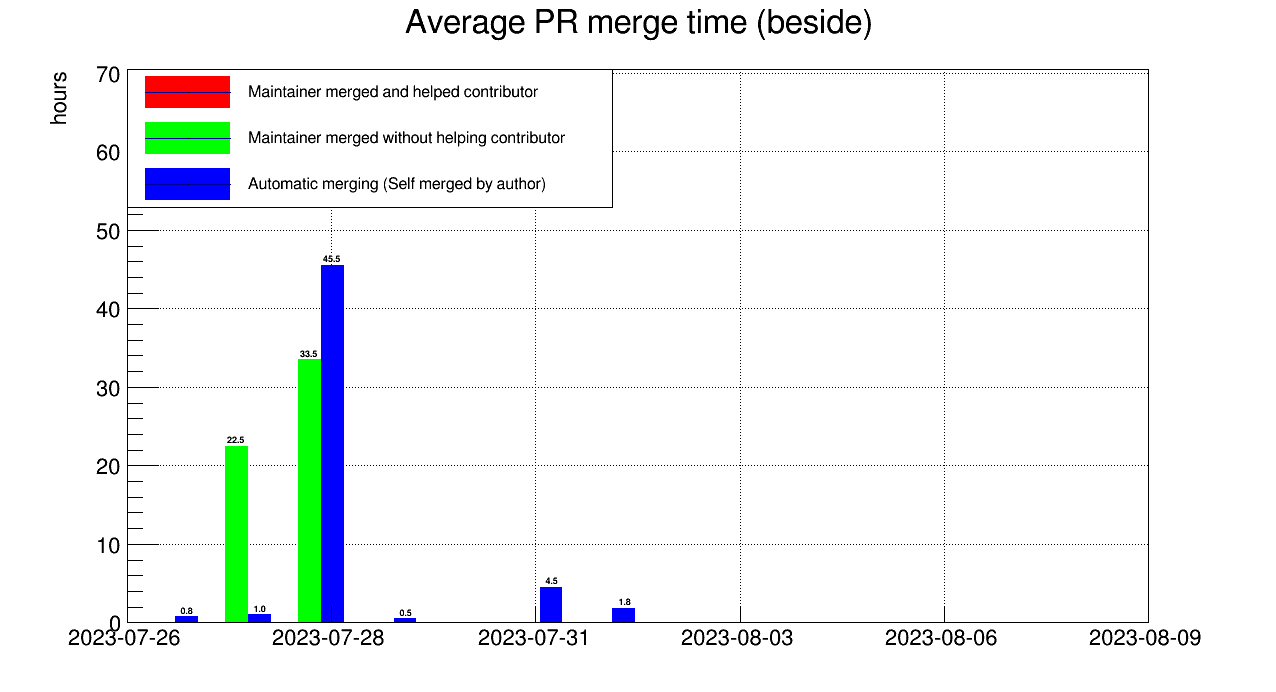 Average PR merge time (beside)
hours
70
60
50
40
30
20
10
0
Maintainer merged and helped contributor
Maintainer merged without helping contributor
Automatic merging (Self merged by author)
0.8
22.5
1.0
33.5
45.5
0.5
4.5
1.8
2023-07-26 2023-07-28 2023-07-31 2023-08-03 2023-08-06 2023-08-09